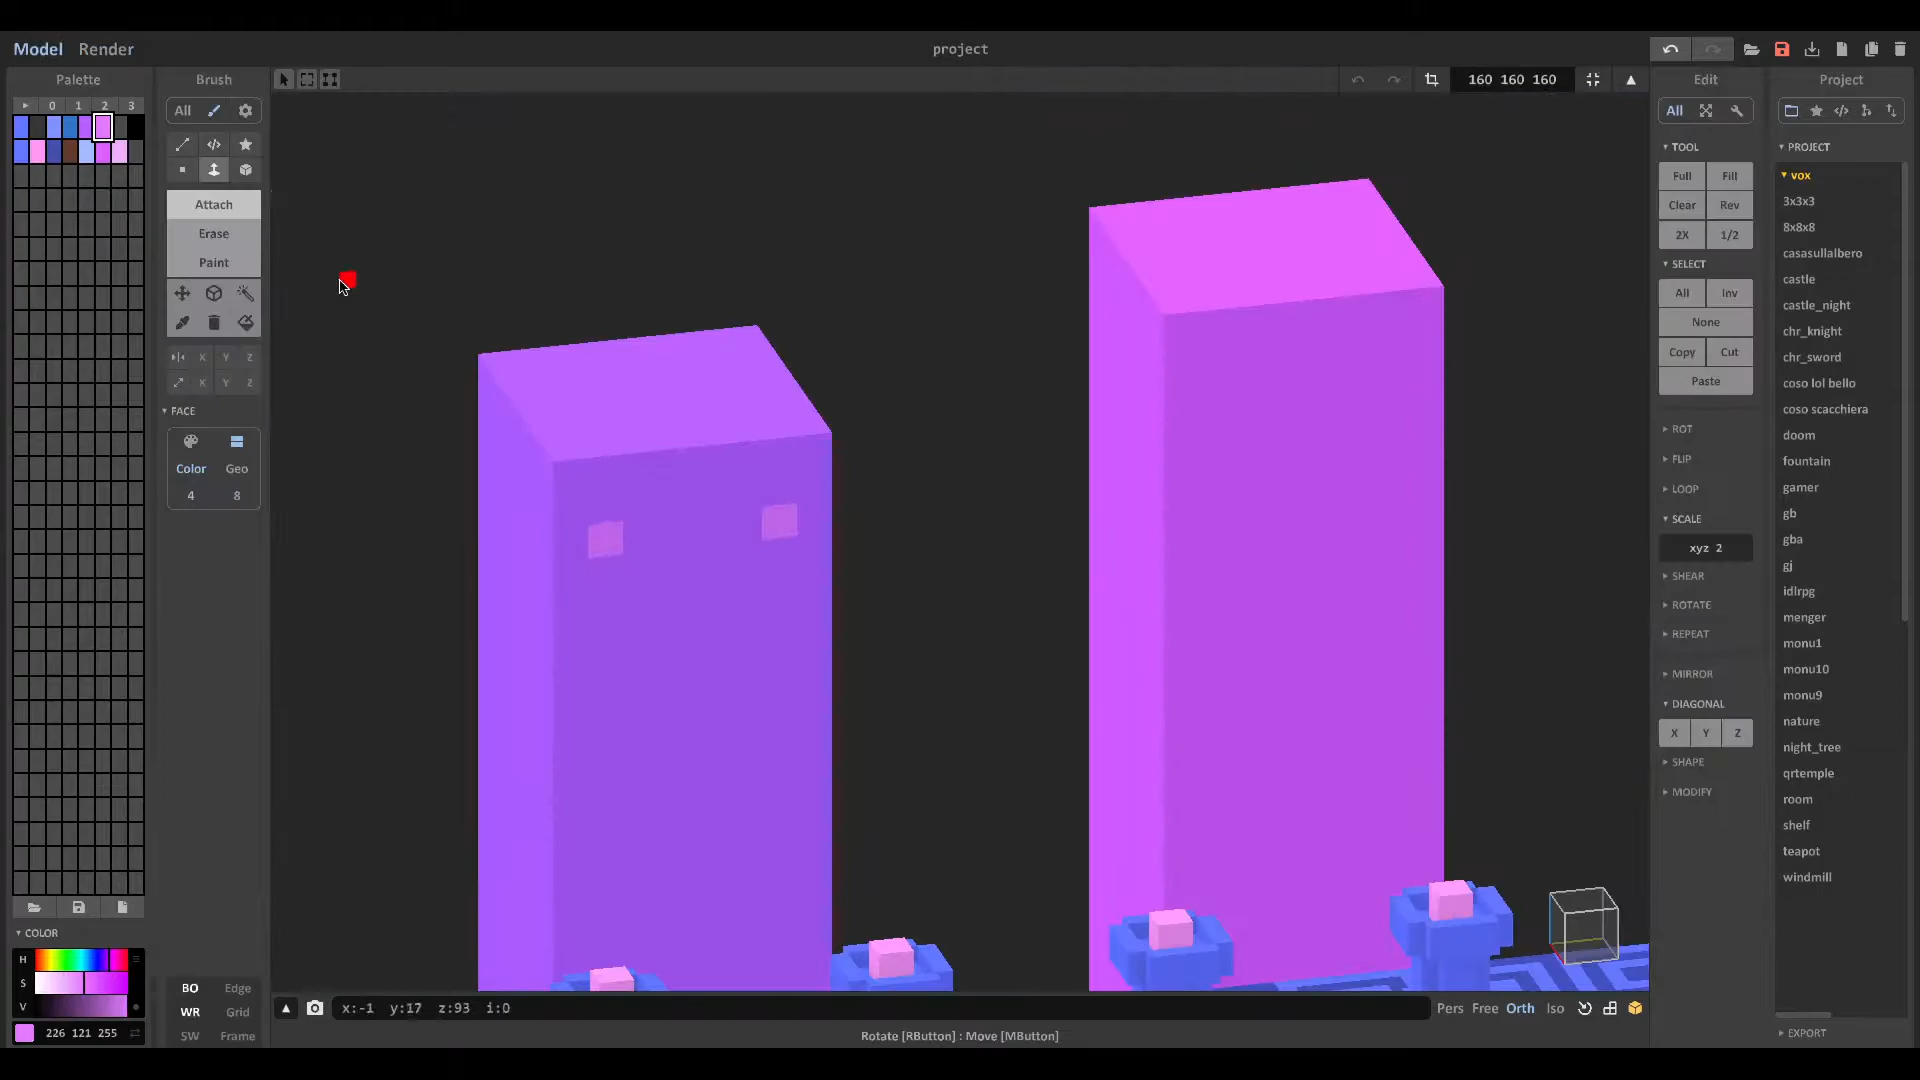 Model Render project
Palette Brush 160 160 160 Edit Project
0 1 2 3 All All
PROJECT
vox
3x3x3
8x8x8
casasullalbero
castle
castle_night
chr_knight
chr_sword
coso lol bello
coso scacchiera
doom
fountain
gamer
gb
gba
gj
idlrpg
menger
monu1
monu10
monu9
nature
night_tree
qrtemple
room
shelf
teapot
windmill
EXPORT
Attach
Erase
Paint
X Y Z
X Y Z
FACE
Color Geo
4 8
TOOL
Full Fill
Clear Rev
2X 1/2
SELECT
All Inv
None
Copy Cut
Paste
ROT
FLIP
LOOP
SCALE
xyz 2
SHEAR
ROTATE
REPEAT
MIRROR
DIAGONAL
X Y Z
SHAPE
MODIFY
COLOR
H
S
V
226 121 255
BO Edge
WR Grid
SW Frame
x:-1 y:17 z:93 i:0
Pers Free Orth Iso
Rotate [RButton] : Move [MButton]